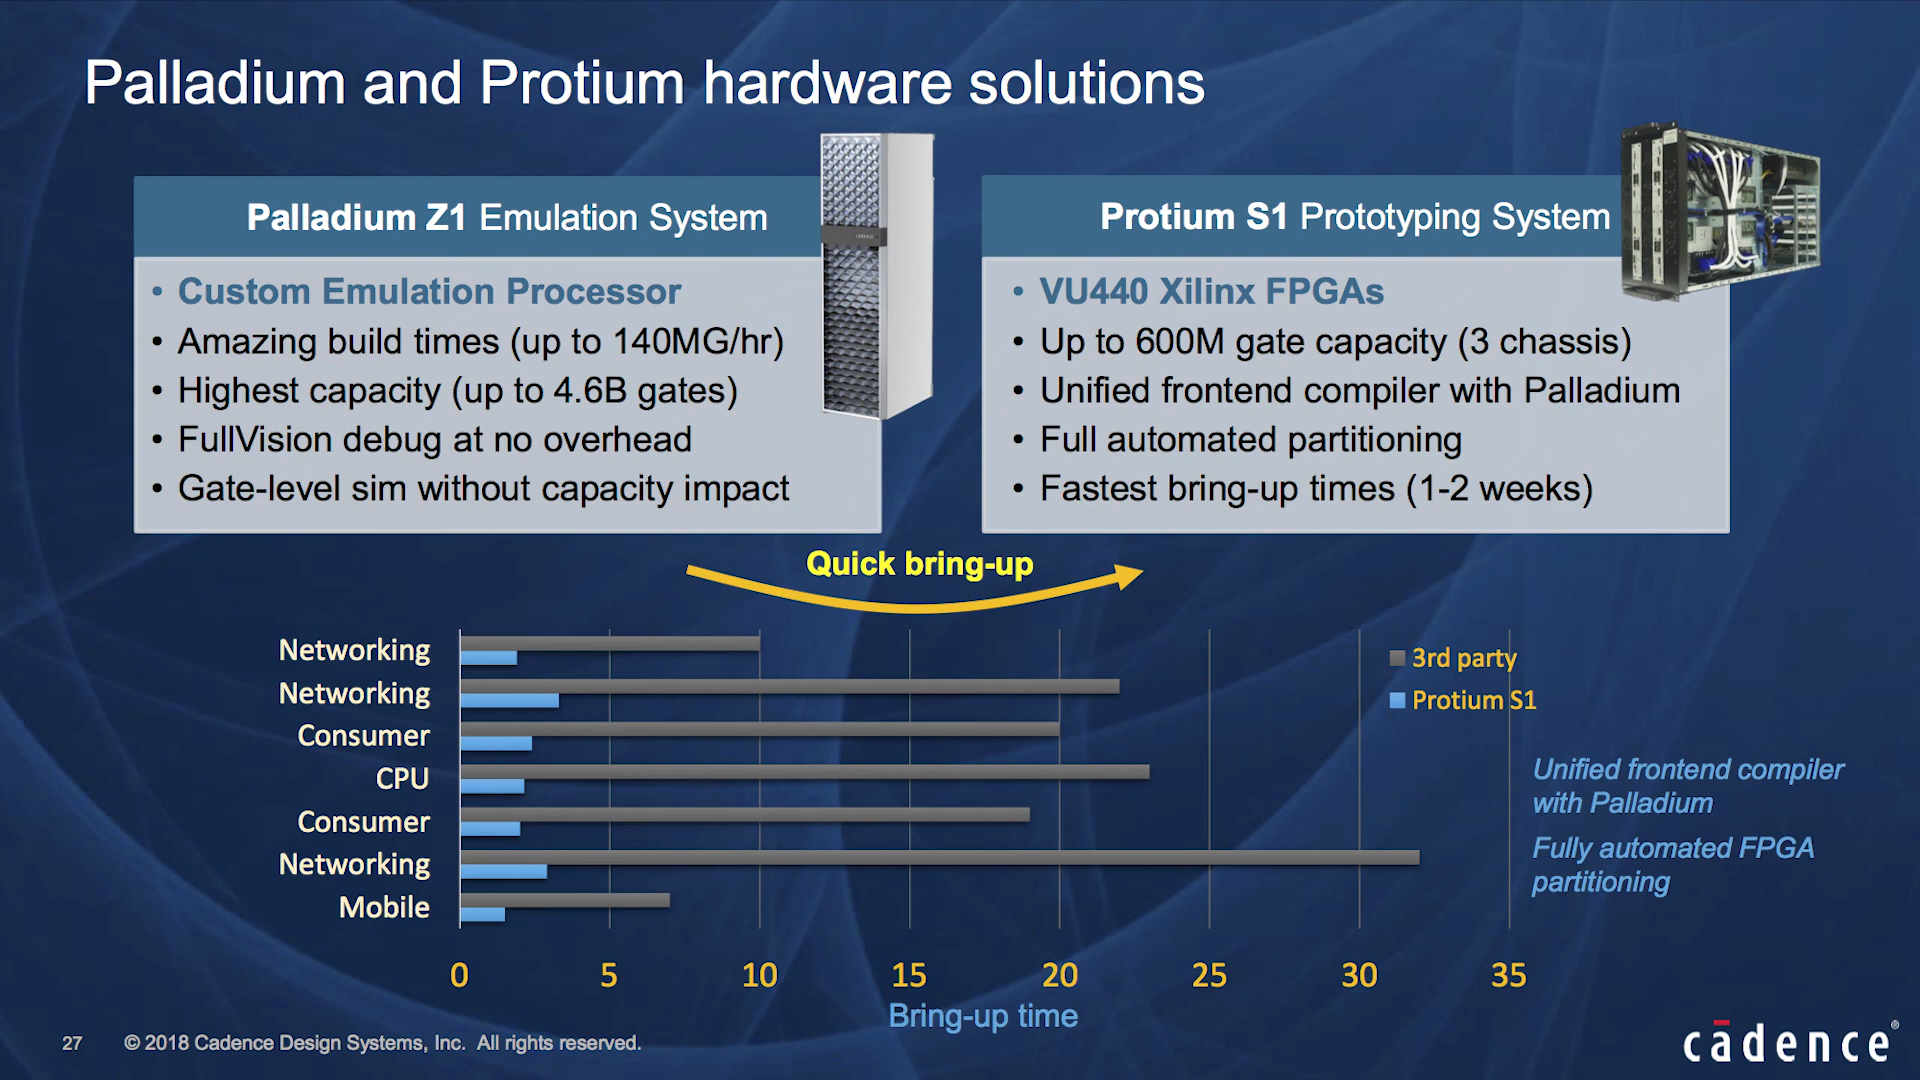 Palladium and Protium hardware solutions
Palladium Z1 Emulation System
• Custom Emulation Processor
• Amazing build times (up to 140MG/hr)
• Highest capacity (up to 4.6B gates)
• FullVision debug at no overhead
• Gate-level sim without capacity impact
Protium S1 Prototyping System
• VU440 Xilinx FPGAs
• Up to 600M gate capacity (3 chassis)
• Unified frontend compiler with Palladium
• Full automated partitioning
• Fastest bring-up times (1-2 weeks)
Quick bring-up
Networking
Networking
Consumer
CPU
Consumer
Networking
Mobile
3rd party
Protium S1
Unified frontend compiler
with Palladium
Fully automated FPGA
partitioning
0 5 10 15 20 25 30 35
Bring-up time
27 © 2018 Cadence Design Systems, Inc. All rights reserved.
cādence®